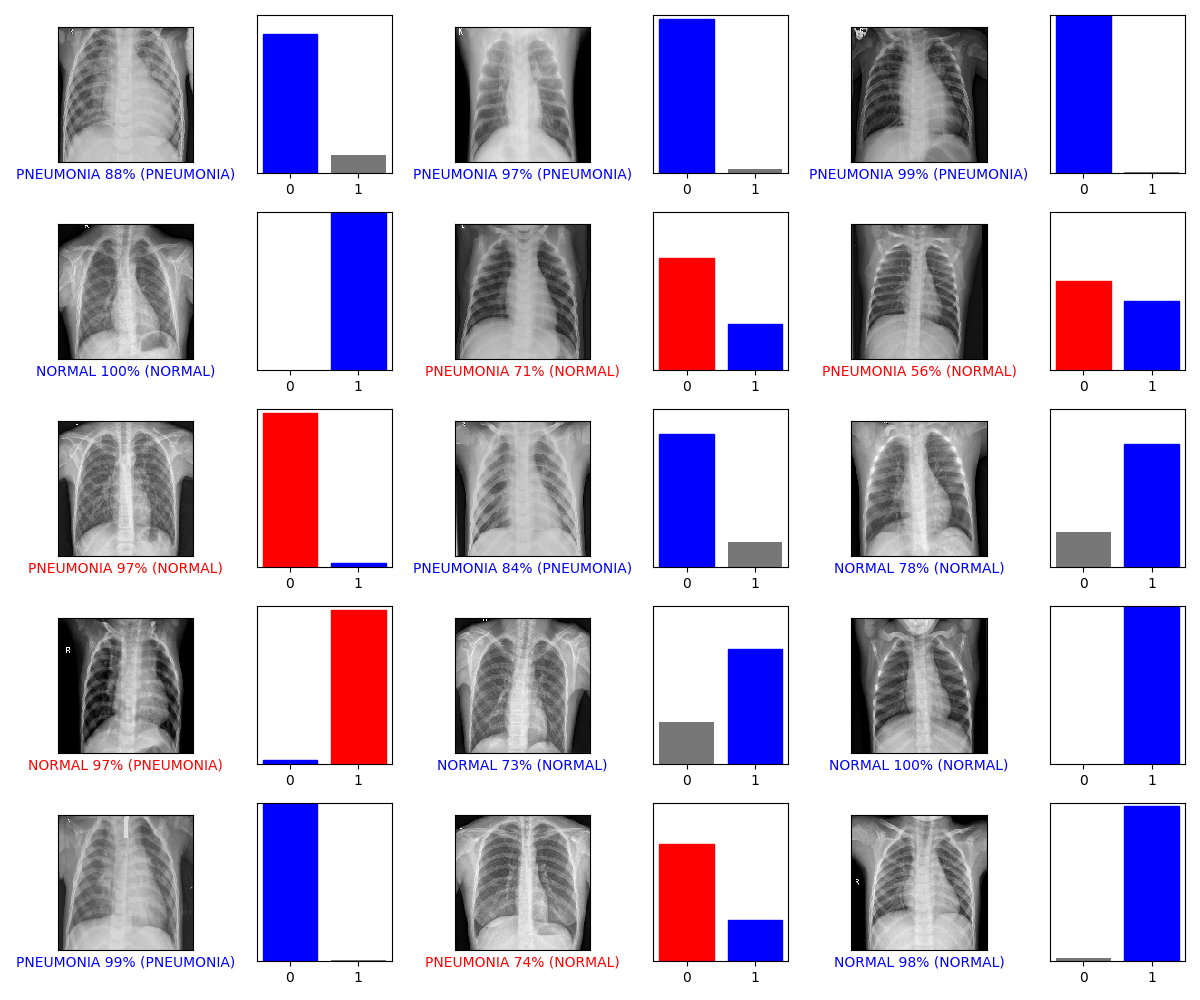 0 1 0 1 0 1
PNEUMONIA 88% (PNEUMONIA) PNEUMONIA 97% (PNEUMONIA) PNEUMONIA 99% (PNEUMONIA)
0 1 0 1 0 1
NORMAL 100% (NORMAL) PNEUMONIA 71% (NORMAL) PNEUMONIA 56% (NORMAL)
0 1 0 1 0 1
PNEUMONIA 97% (NORMAL) PNEUMONIA 84% (PNEUMONIA) NORMAL 78% (NORMAL)
R
0 1 0 1 0 1
NORMAL 97% (PNEUMONIA) NORMAL 73% (NORMAL) NORMAL 100% (NORMAL)
R
0 1 0 1 0 1
PNEUMONIA 99% (PNEUMONIA) PNEUMONIA 74% (NORMAL) NORMAL 98% (NORMAL)